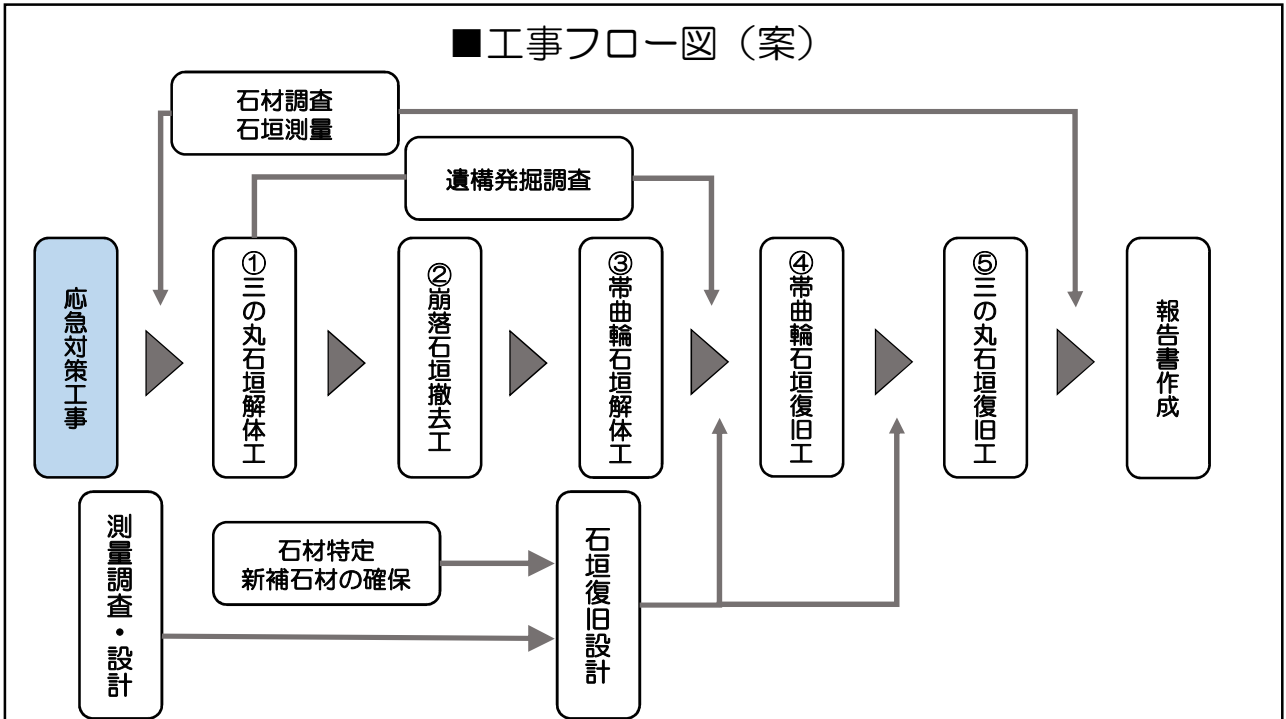 ■工事フロー図（案）
石材調査
石垣測量
遺構発掘調査
応急対策工事
①三の丸石垣解体工
②崩落石垣撤去工
③帯曲輪石垣解体工
④帯曲輪石垣復旧工
⑤三の丸石垣復旧工
報告書作成
測量調査・設計
石材特定
新補石材の確保
石垣復旧設計